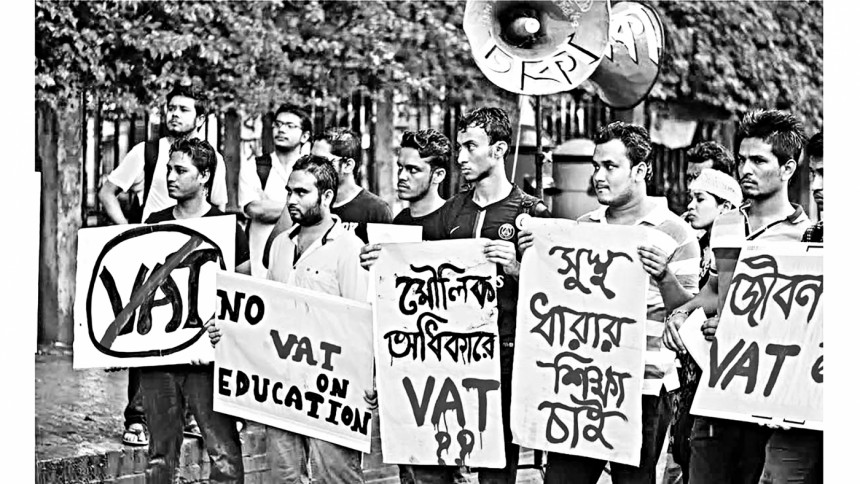 VAT
NO
VAT
ON
EDUCATION
মৌলিক
অধিকারে
VAT
??
সুস্থ
ধারার
শিক্ষা
চাই
জীবন
VAT